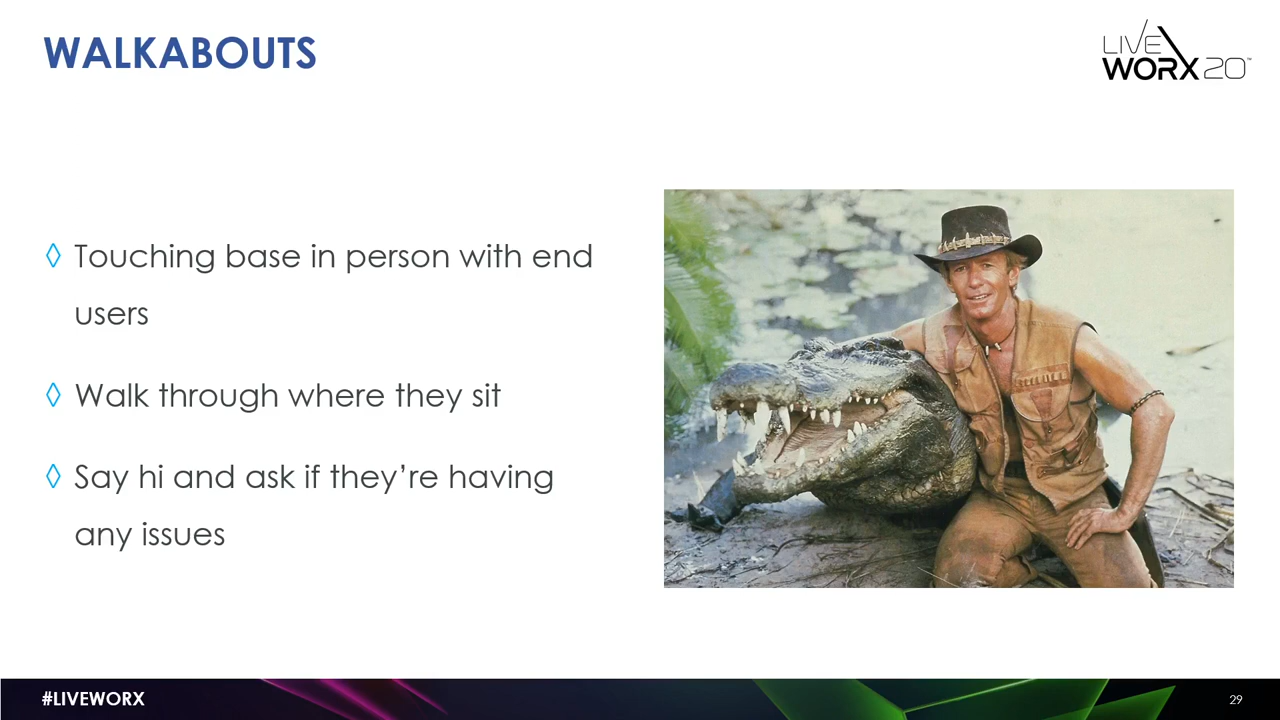 WALKABOUTS
LIVE
WORX 20™
◊ Touching base in person with end
users
◊ Walk through where they sit
◊ Say hi and ask if they’re having
any issues
#LIVEWORX
29